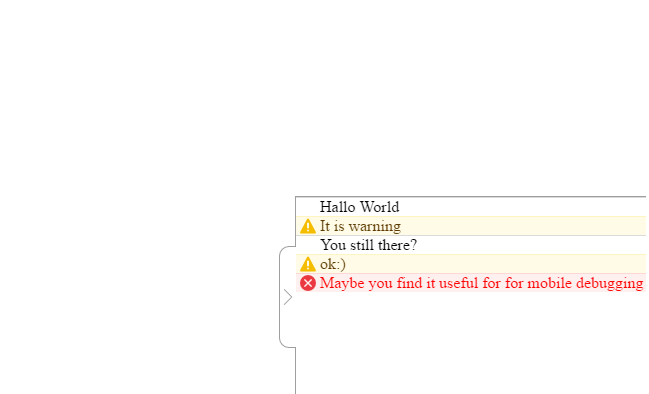 Hallo World
It is warning
You still there?
ok:)
Maybe you find it useful for for mobile debugging